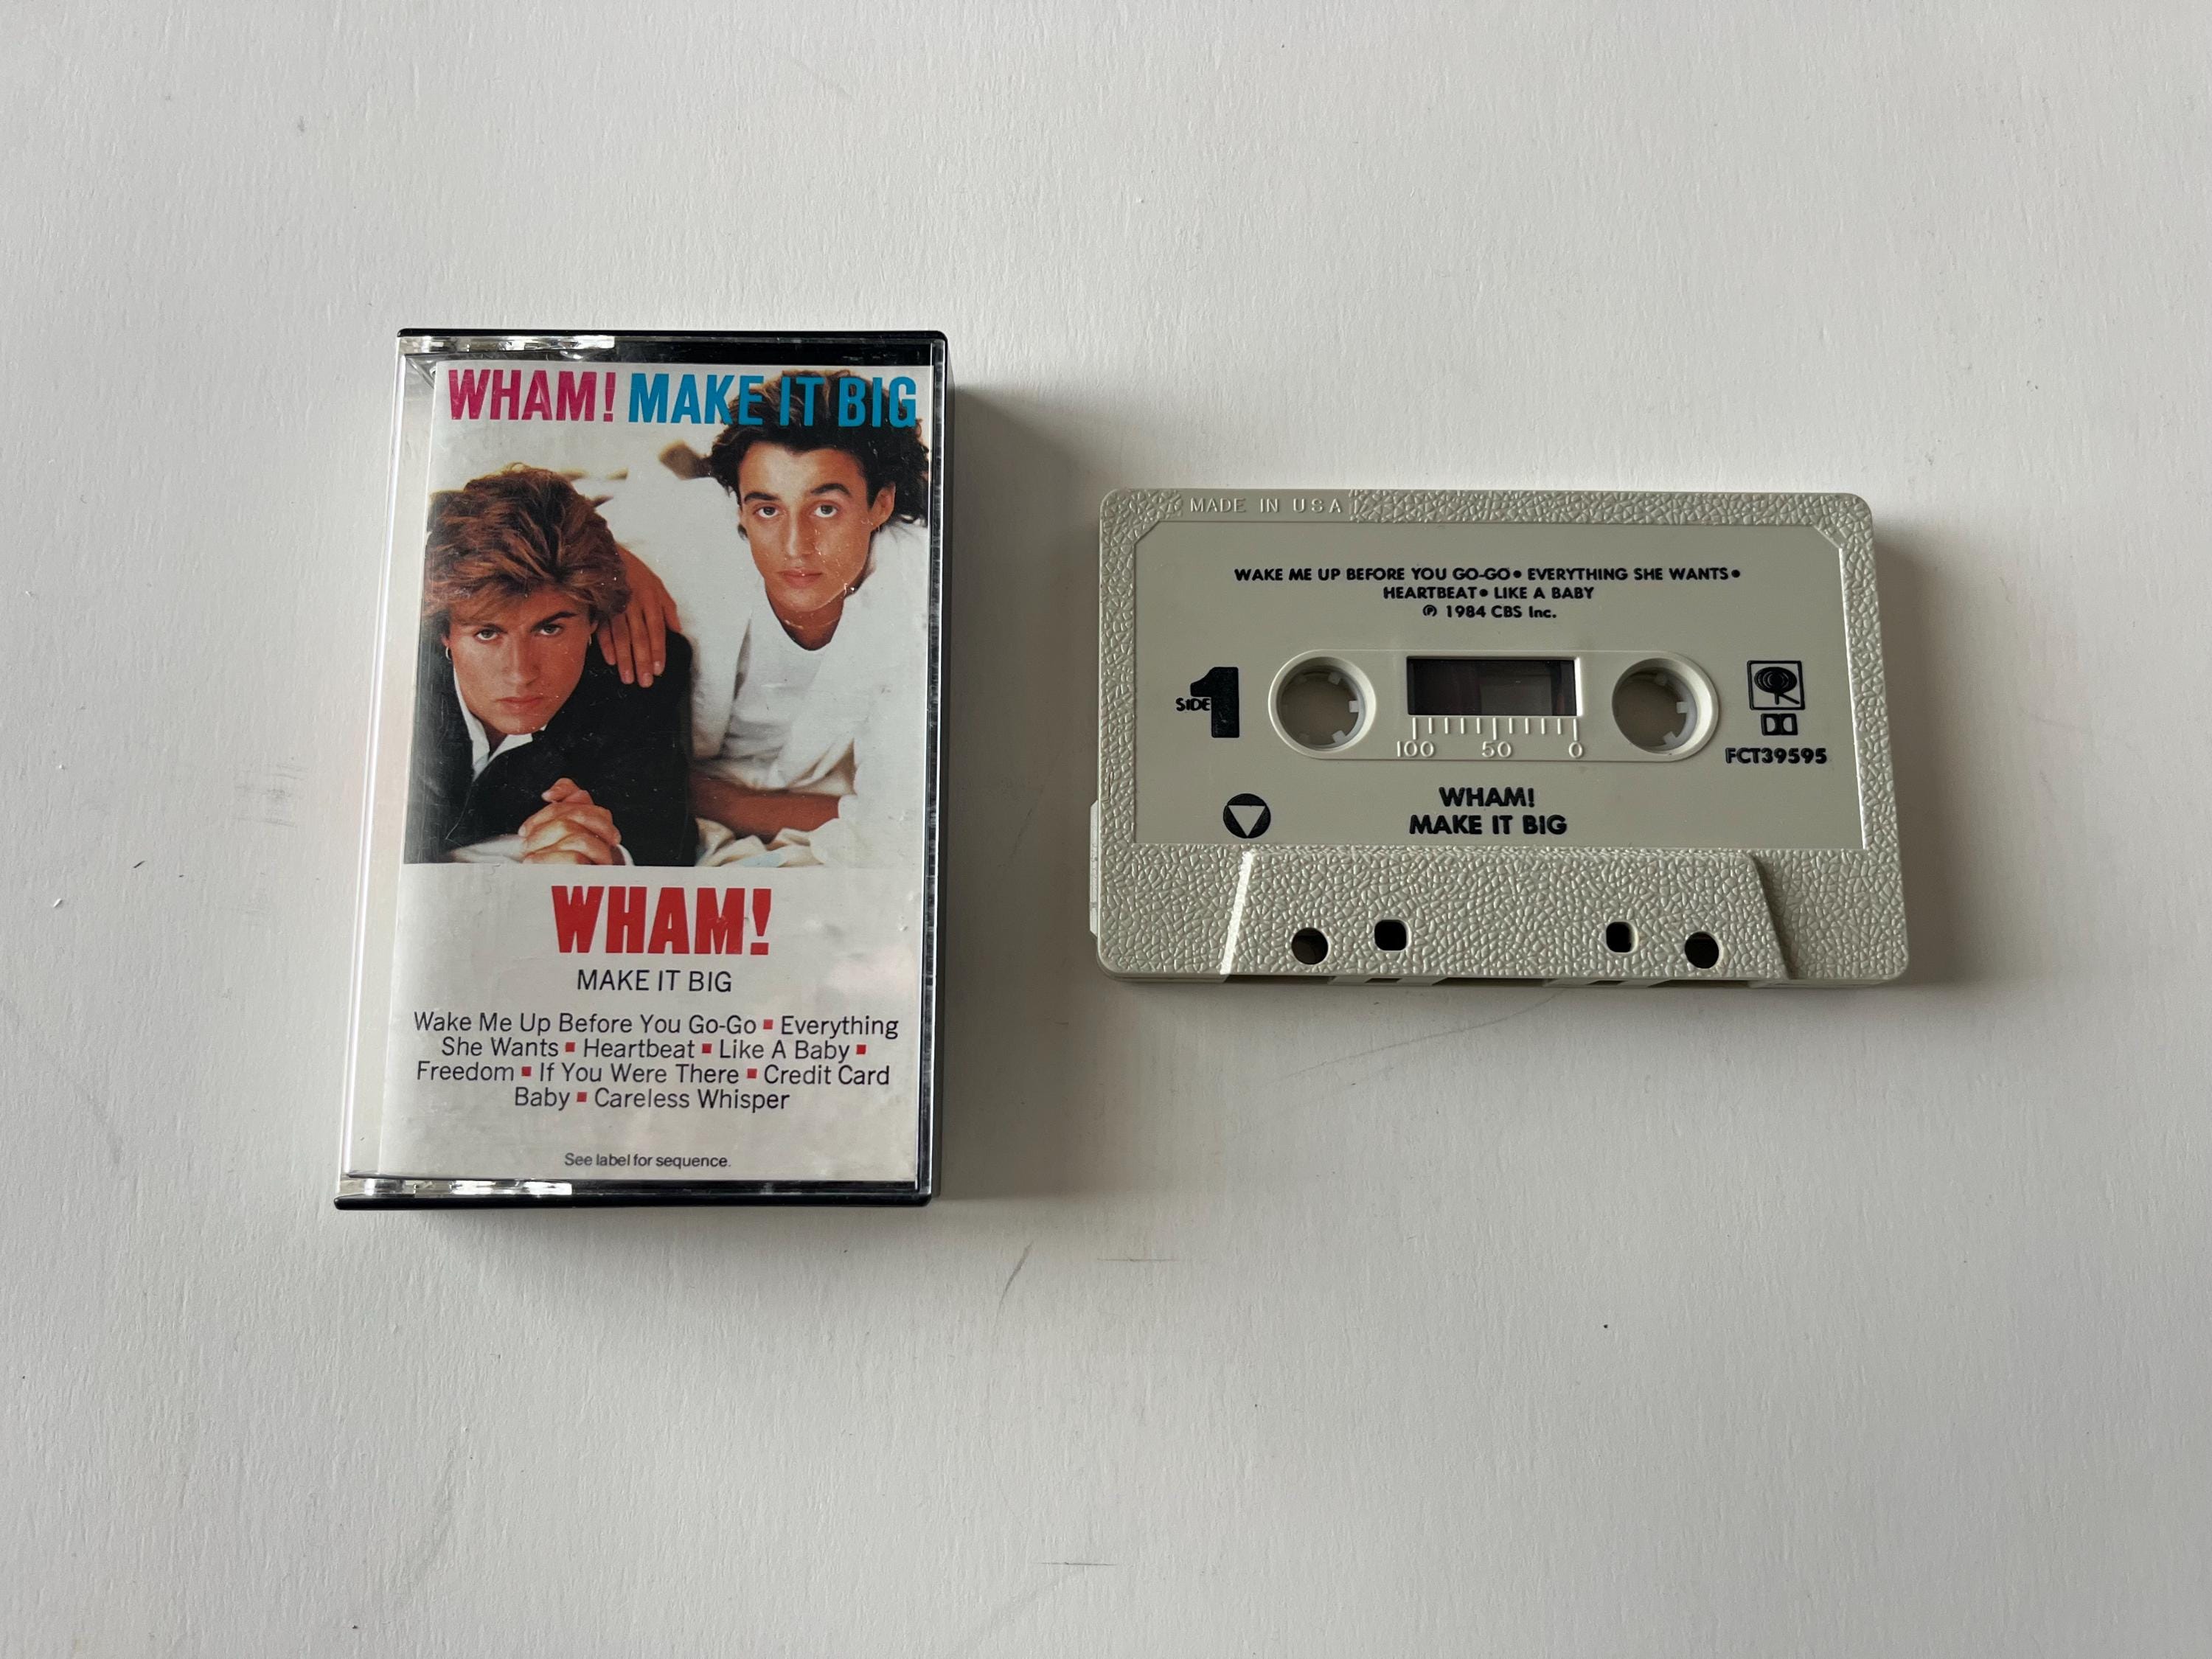 WHAM! MAKE IT BIG
WHAM!
MAKE IT BIG
Wake Me Up Before You Go-Go ▪ Everything
She Wants ▪ Heartbeat ▪ Like A Baby ▪
Freedom ▪ If You Were There ▪ Credit Card
Baby ▪ Careless Whisper
See label for sequence.
MADE IN USA
WAKE ME UP BEFORE YOU GO-GO • EVERYTHING SHE WANTS •
HEARTBEAT • LIKE A BABY
℗ 1984 CBS Inc.
SIDE 1
100 50 0
FCT39595
WHAM!
MAKE IT BIG